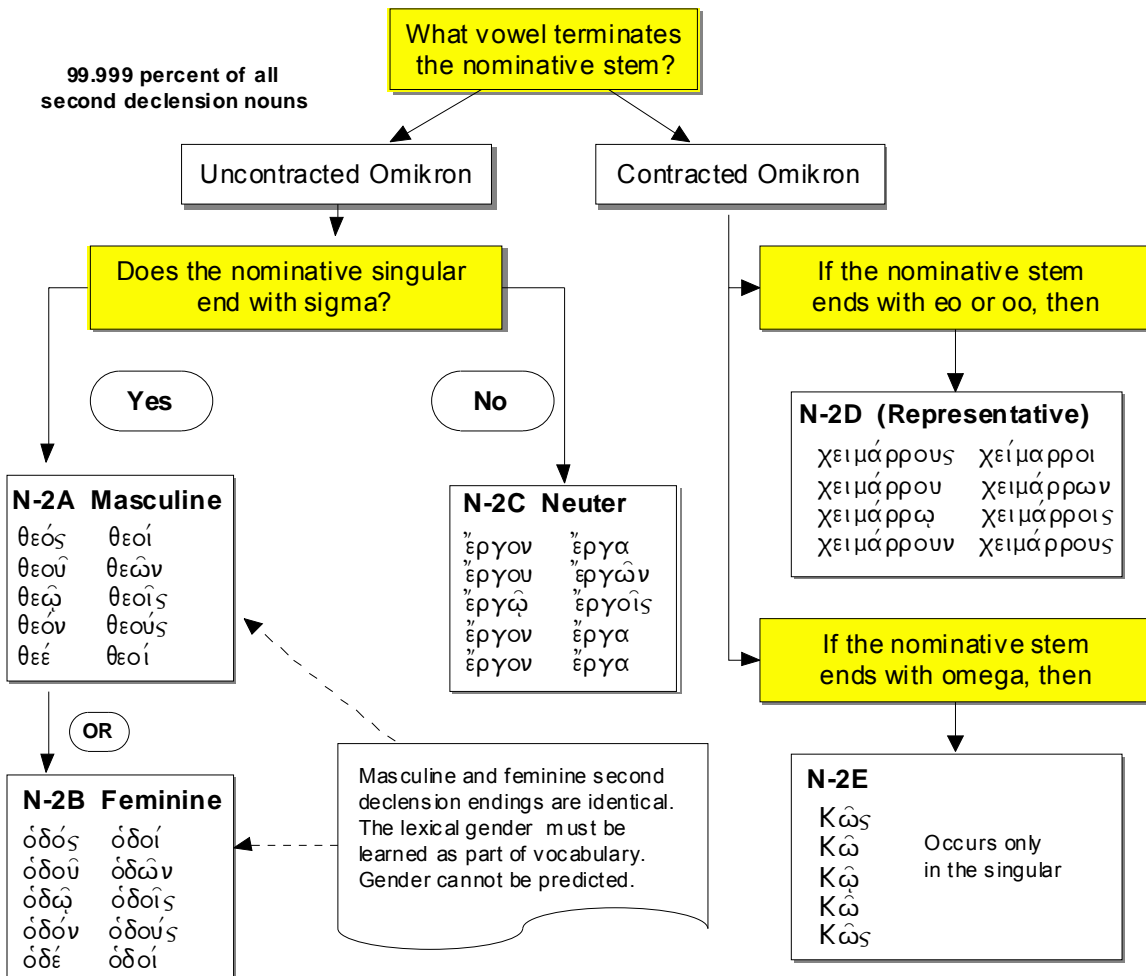 What vowel terminates
the nominative stem?
99.999 percent of all
second declension nouns
Uncontracted Omikron
Contracted Omikron
Does the nominative singular
end with sigma?
If the nominative stem
ends with eo or oo, then
Yes
No
N-2D (Representative)
χειμάρρους χείμαρροι
χειμάρρου χειμάρρων
χειμάρρῳ χειμάρροις
χειμάρρουν χειμάρρους
N-2A Masculine
θεός θεοί
θεοῦ θεῶν
θεῷ θεοῖς
θεόν θεούς
θεέ θεοί
N-2C Neuter
ἔργον ἔργα
ἔργου ἔργῶν
ἔργῷ ἔργοῖς
ἔργον ἔργα
ἔργον ἔργα
If the nominative stem
ends with omega, then
OR
N-2B Feminine
ὁδός ὁδοί
ὁδοῦ ὁδῶν
ὁδῷ ὁδοῖς
ὁδόν ὁδούς
ὁδέ ὁδοί
Masculine and feminine second
declension endings are identical.
The lexical gender must be
learned as part of vocabulary.
Gender cannot be predicted.
N-2E
Κῶς
Κῶ
Κῷ
Κῶ
Κῶς
Occurs only
in the singular